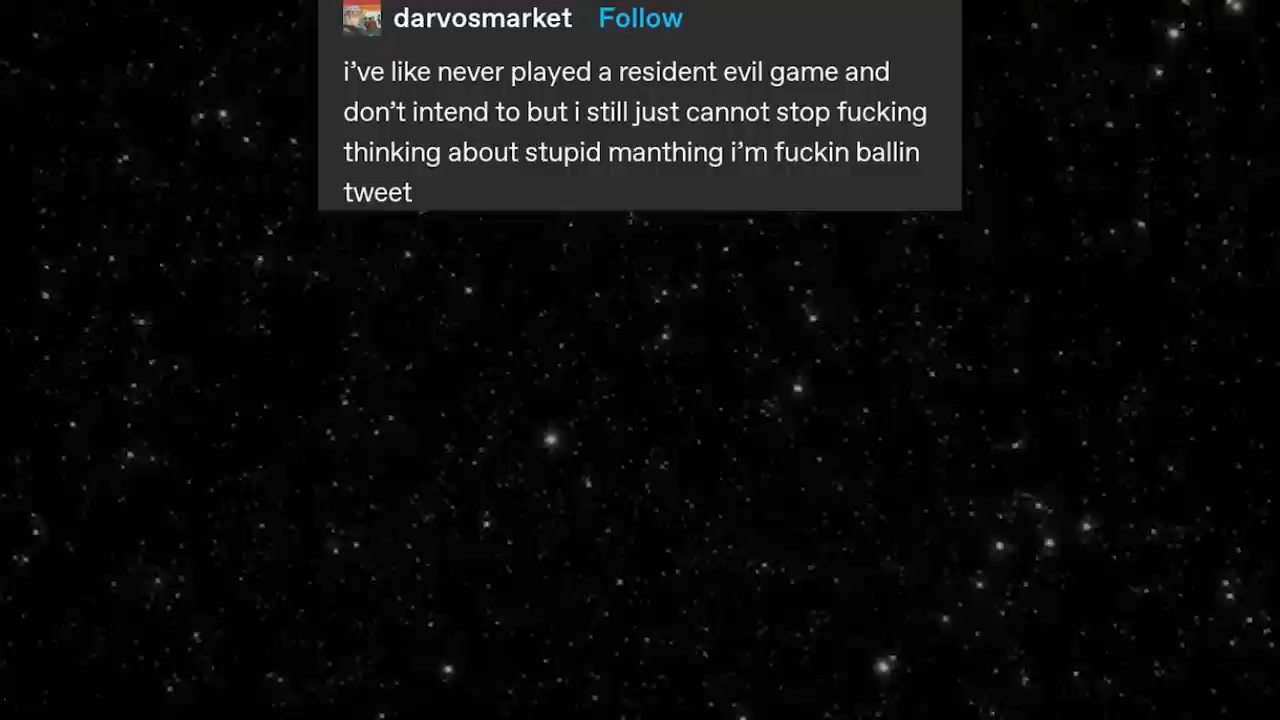 darvosmarket Follow
i’ve like never played a resident evil game and
don’t intend to but i still just cannot stop fucking
thinking about stupid manthing i’m fuckin ballin
tweet